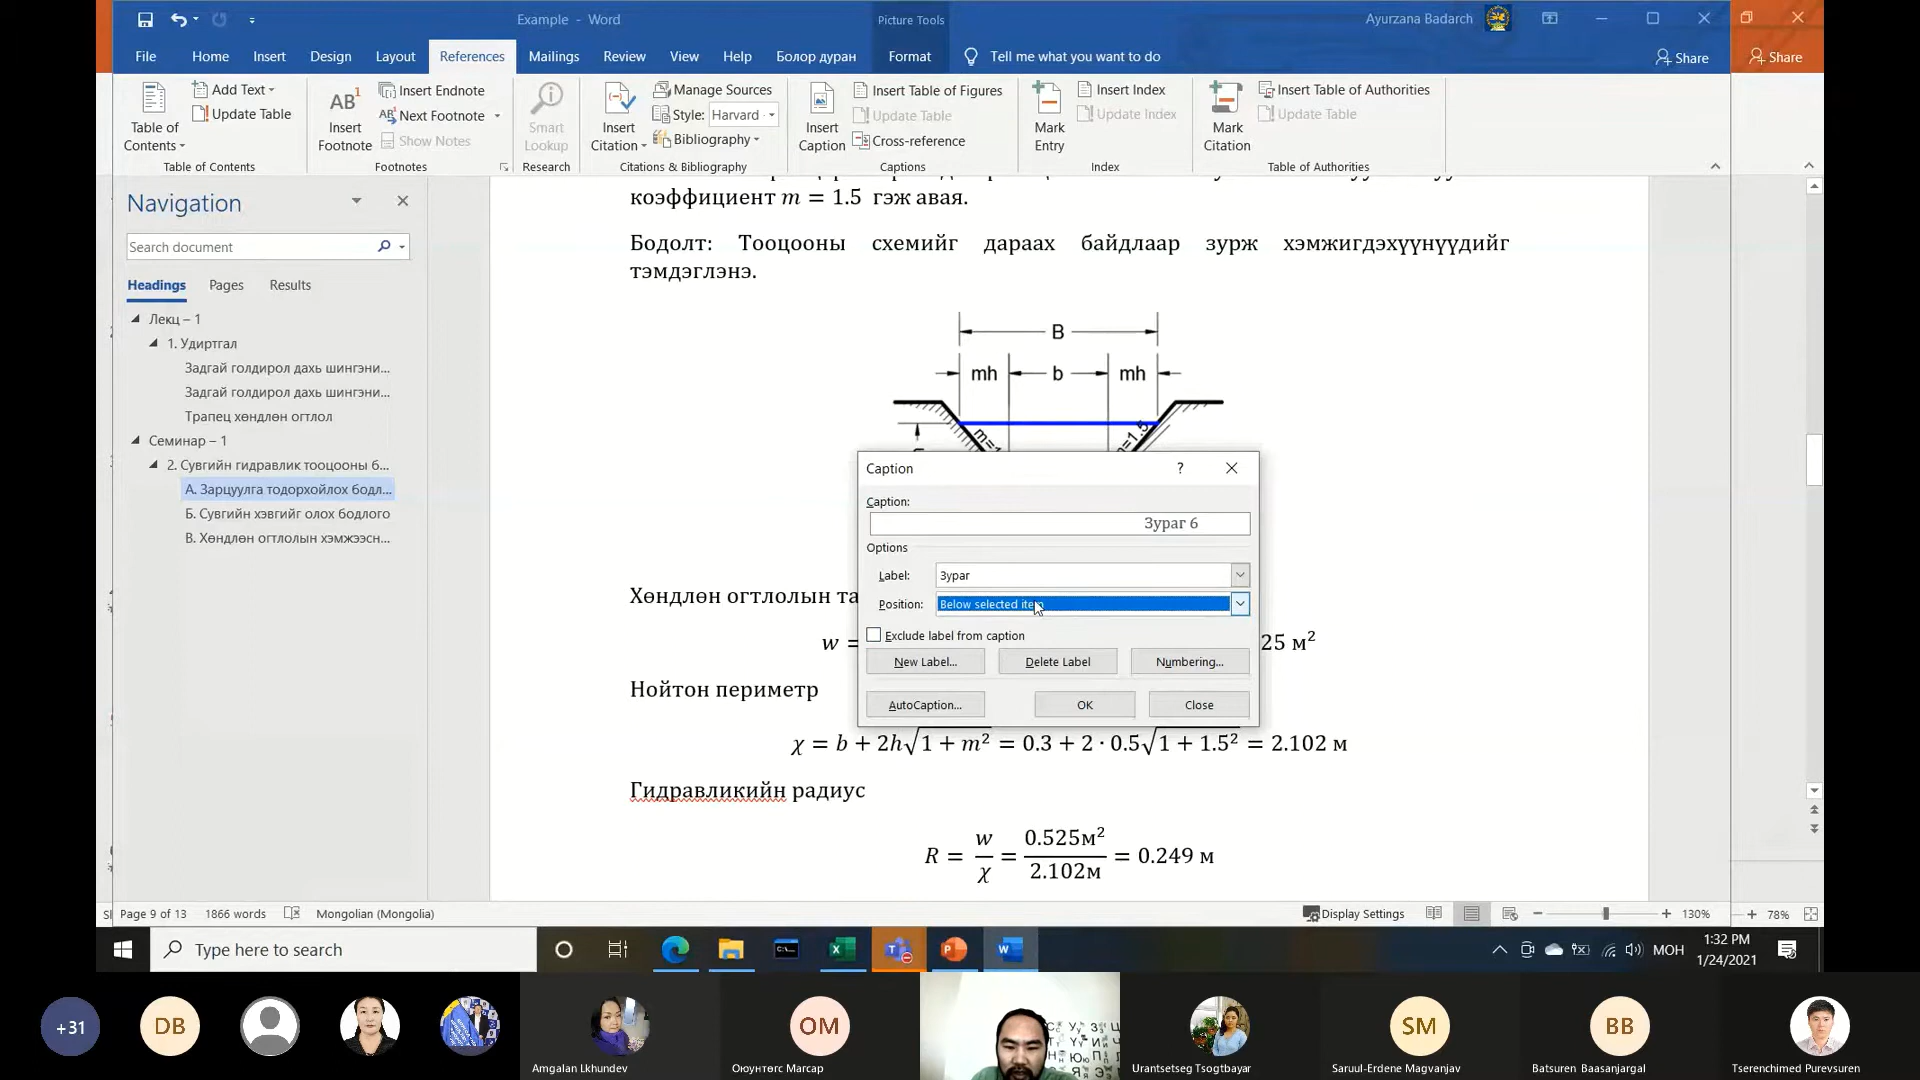 Example - Word
Picture Tools
Ayurzana Badarch
File Home Insert Design Layout References Mailings Review View Help Болор дуран Format Tell me what you want to do Share Share
Table of Contents
Add Text
Update Table
Table of Contents
AB¹
Insert Footnote
Insert Endnote
Next Footnote
Show Notes
Footnotes
Smart Lookup
Research
Insert Citation
Manage Sources
Style: Harvard
Bibliography
Citations & Bibliography
Insert Caption
Insert Table of Figures
Update Table
Cross-reference
Captions
Mark Entry
Insert Index
Update Index
Index
Mark Citation
Insert Table of Authorities
Update Table
Table of Authorities
Navigation
Search document
Headings Pages Results
Лекц – 1
1. Удиртгал
Задгай голдирол дахь шингэни...
Задгай голдирол дахь шингэни...
Трапец хөндлөн огтлол
Семинар – 1
2. Сувгийн гидравлик тооцооны б...
А. Зарцуулга тодорхойлох бодл...
Б. Сувгийн хэвгийг олох бодлого
В. Хөндлөн огтлолын хэмжээсн...
коэффициент m = 1.5 гэж авая.
Бодолт: Тооцооны схемийг дараах байдлаар зурж хэмжигдэхүүнүүдийг
тэмдэглэнэ.
B
mh b mh
Caption
?
Caption:
Зураг 6
Options
Label: Зураг
Position: Below selected item
Exclude label from caption
New Label... Delete Label Numbering...
AutoCaption... OK Close
Хөндлөн огтлолын та
w = 25 м²
Нойтон периметр
χ = b + 2h√1 + m² = 0.3 + 2 · 0.5√1 + 1.5² = 2.102 м
Гидравликийн радиус
R = w/χ = 0.525м²/2.102м = 0.249 м
Page 9 of 13 1866 words Mongolian (Mongolia) Display Settings 130% 78%
Type here to search
МОН
1:32 PM
1/24/2021
+31
DB
OM
SM
BB
Amgalan Lkhundev
Оюунтөгс Магсар
Urantsetseg Tsogtbayar
Saruul-Erdene Magvanjav
Batsuren Baasanjargal
Tserenchimed Purevsuren